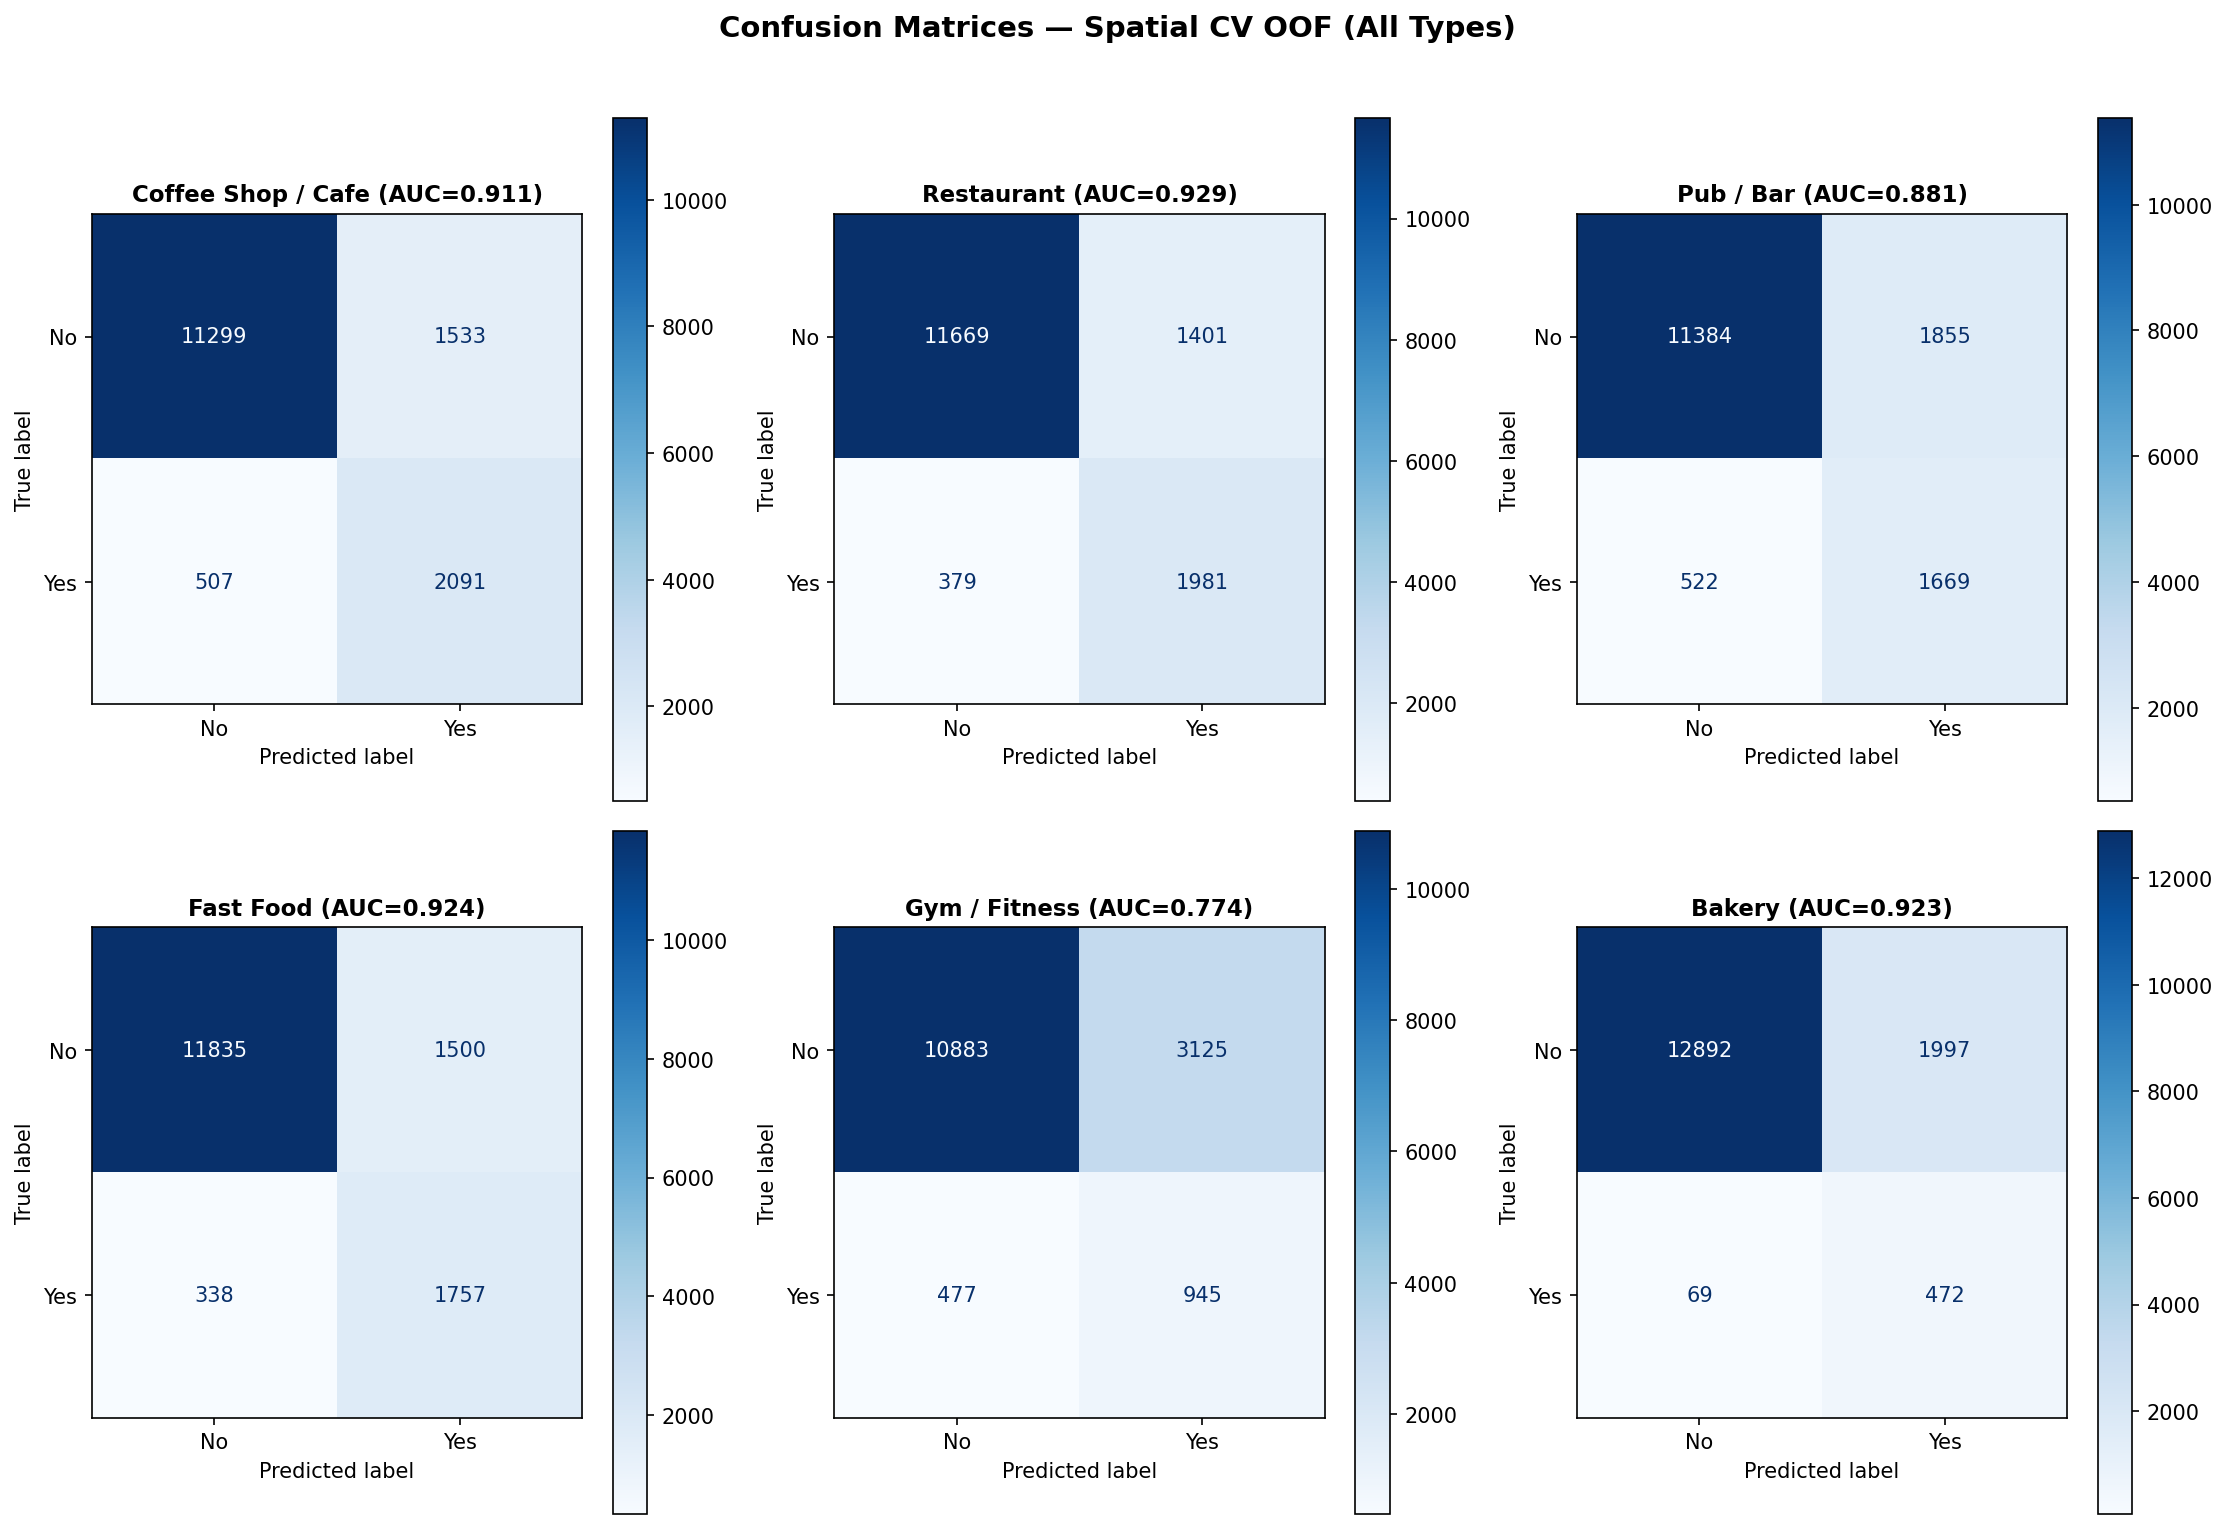 Confusion Matrices — Spatial CV OOF (All Types)
Coffee Shop / Cafe (AUC=0.911)
No
11299
1533
Yes
507
2091
No
Yes
Predicted label
True label
10000
8000
6000
4000
2000
Restaurant (AUC=0.929)
No
11669
1401
Yes
379
1981
No
Yes
Predicted label
True label
10000
8000
6000
4000
2000
Pub / Bar (AUC=0.881)
No
11384
1855
Yes
522
1669
No
Yes
Predicted label
True label
10000
8000
6000
4000
2000
Fast Food (AUC=0.924)
No
11835
1500
Yes
338
1757
No
Yes
Predicted label
True label
10000
8000
6000
4000
2000
Gym / Fitness (AUC=0.774)
No
10883
3125
Yes
477
945
No
Yes
Predicted label
True label
10000
8000
6000
4000
2000
Bakery (AUC=0.923)
No
12892
1997
Yes
69
472
No
Yes
Predicted label
True label
12000
10000
8000
6000
4000
2000